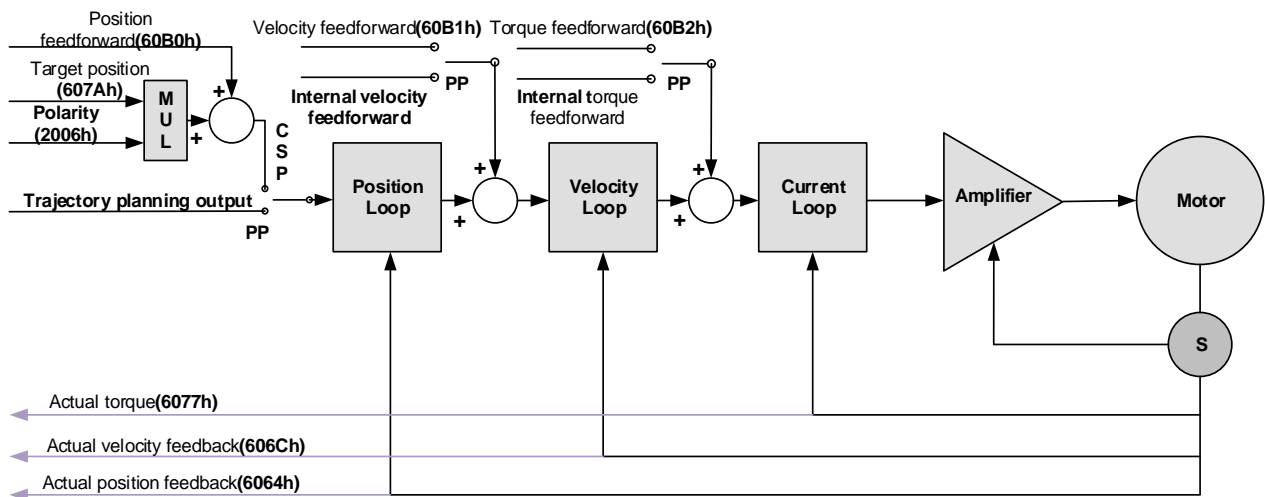 Position
feedforward(60B0h)
Velocity feedforward(60B1h)
Torque feedforward(60B2h)
Target position
(607Ah)
Polarity
(2006h)
M
U
L
+
+
C
S
P
PP
Internal velocity
feedforward
PP
Internal torque
feedforward
PP
Trajectory planning output
Position
Loop
+
+
Velocity
Loop
+
+
Current
Loop
Amplifier
Motor
S
Actual torque(6077h)
Actual velocity feedback(606Ch)
Actual position feedback(6064h)